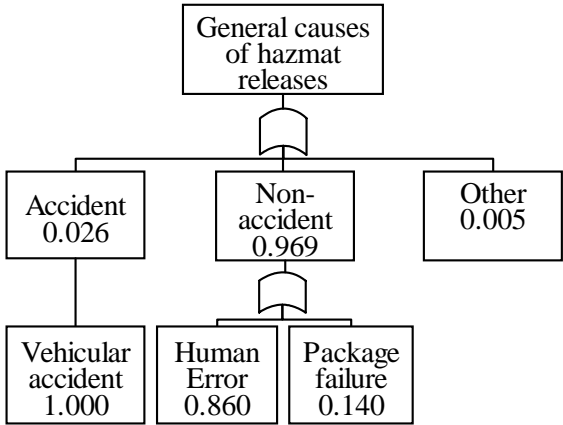 General causes
of hazmat
releases
Accident
0.026
Non-
accident
0.969
Other
0.005
Vehicular
accident
1.000
Human
Error
0.860
Package
failure
0.140